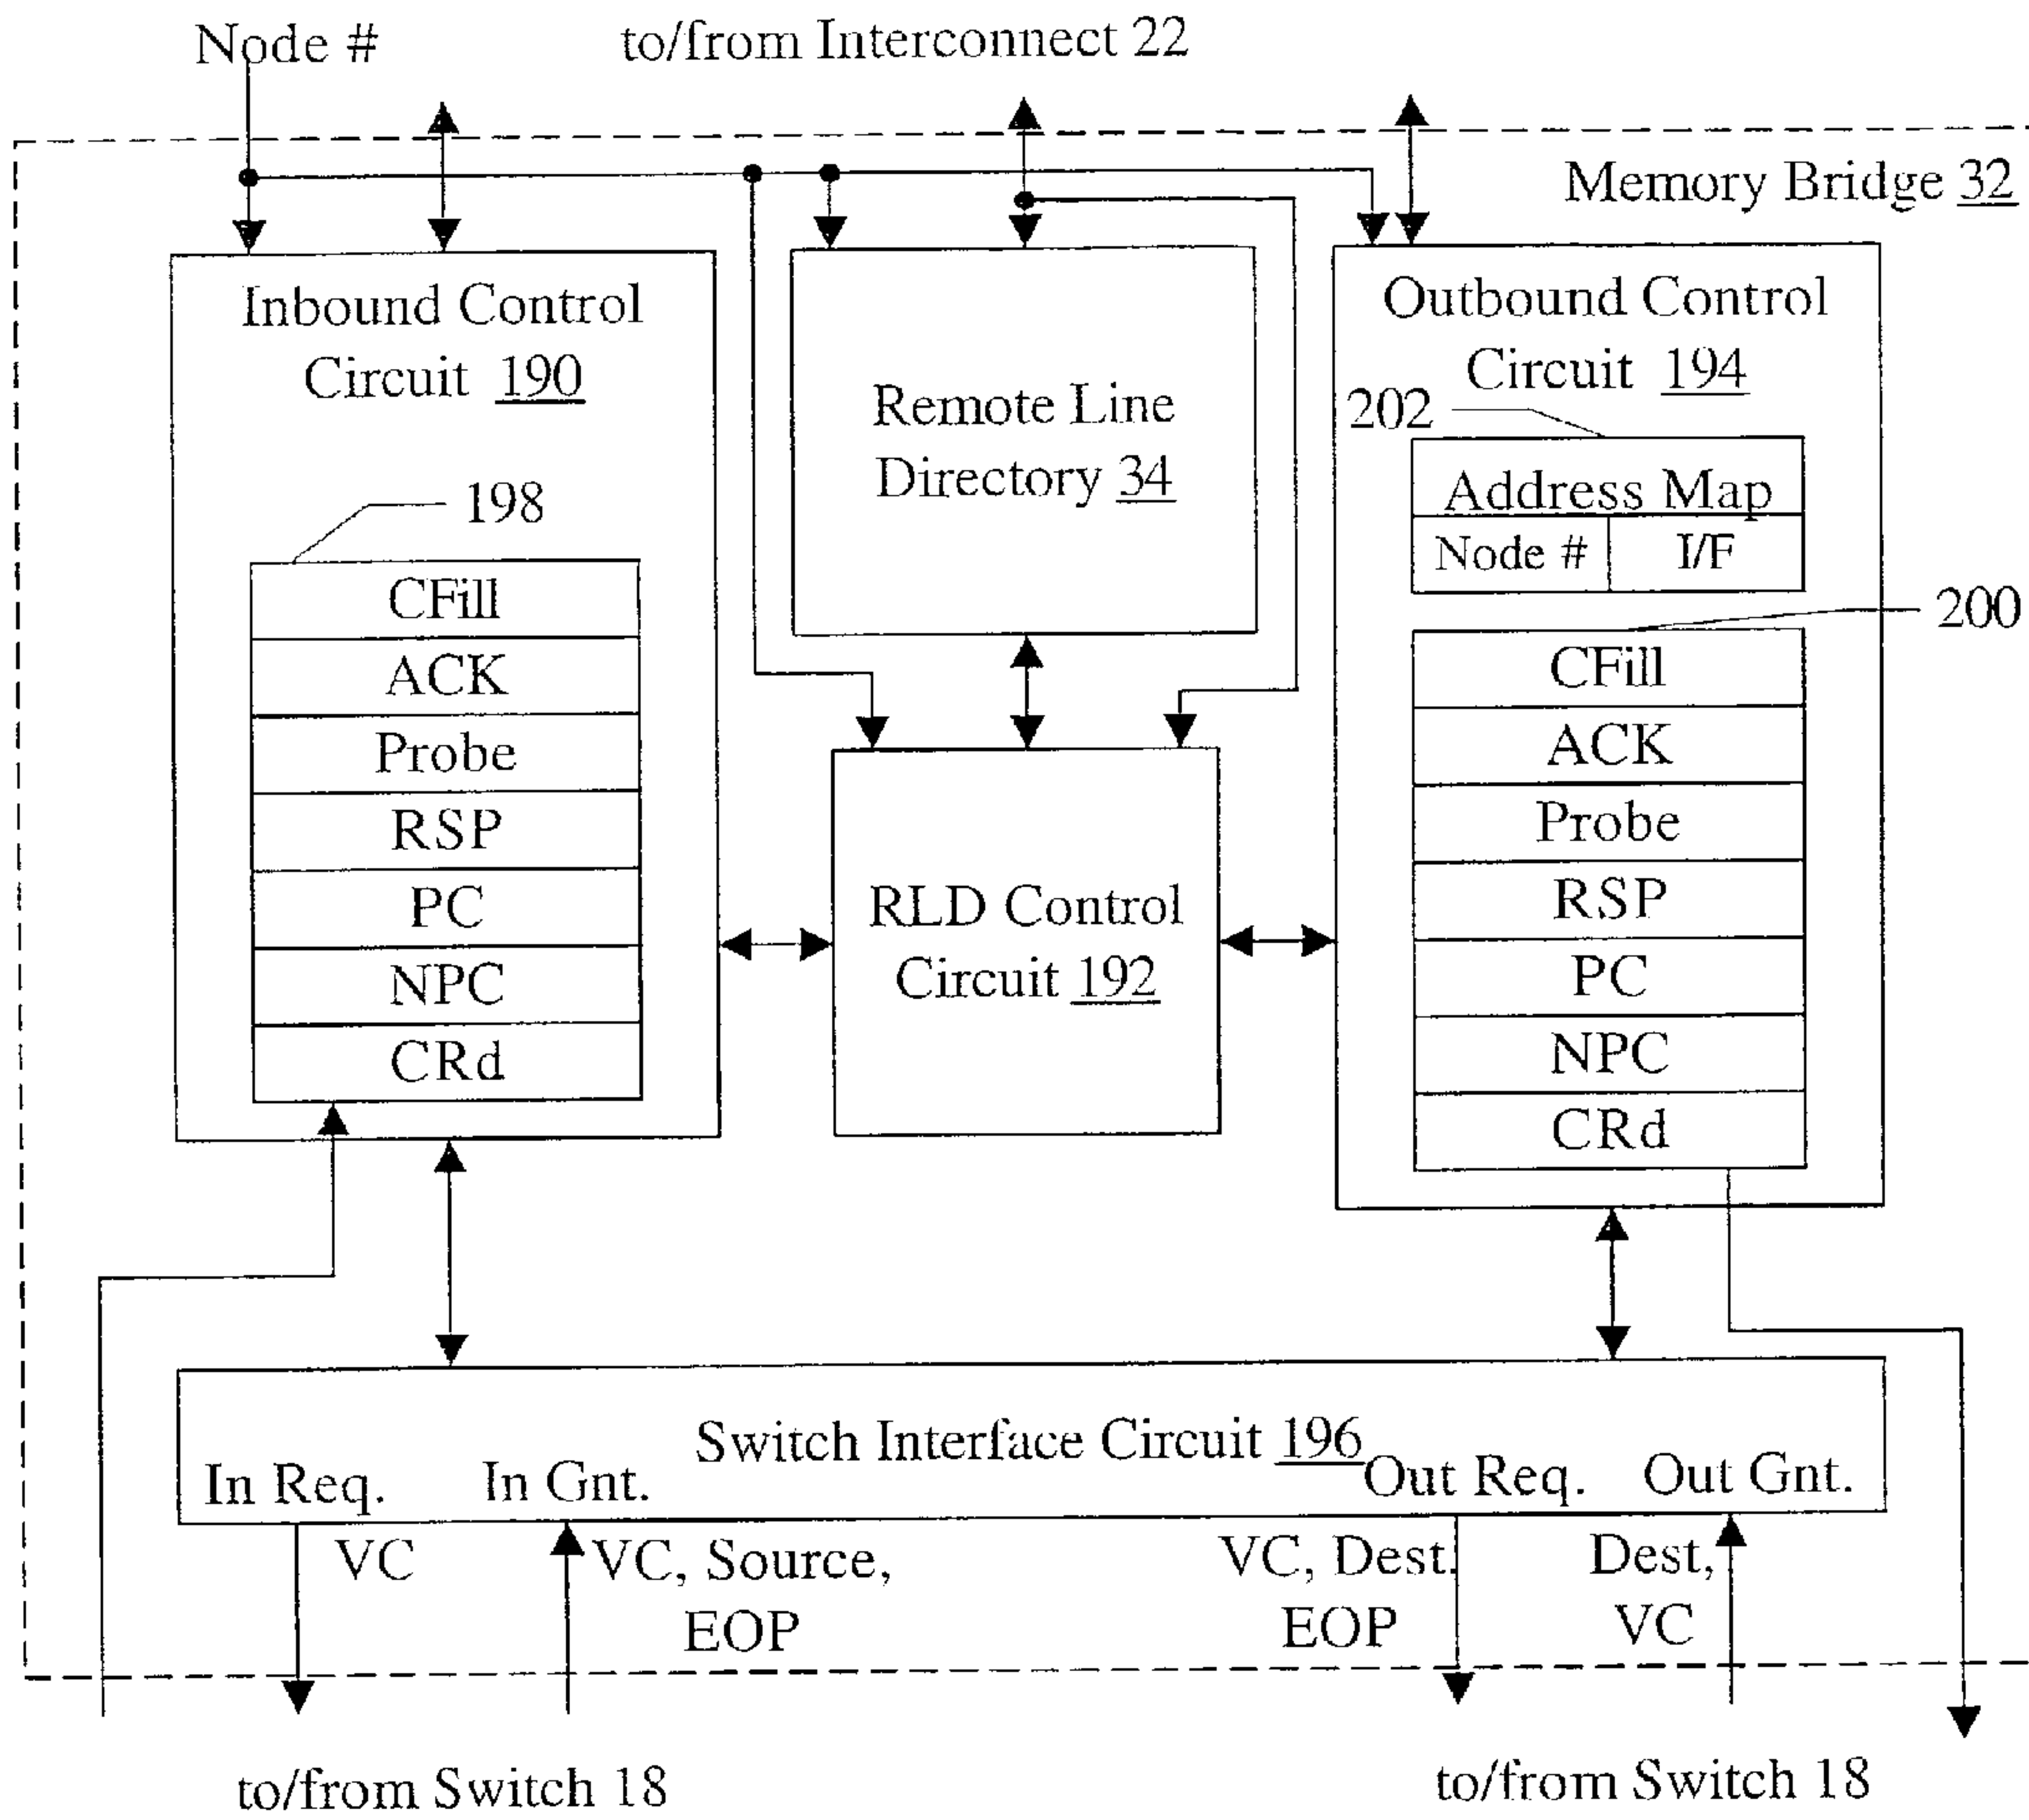 Node #
to/from Interconnect 22
Memory Bridge 32
Inbound Control
Circuit 190
198
CFill
ACK
Probe
RSP
PC
NPC
CRd
Remote Line
Directory 34
RLD Control
Circuit 192
Outbound Control
Circuit 194
202
Address Map
Node #
I/F
200
CFill
ACK
Probe
RSP
PC
NPC
CRd
Switch Interface Circuit 196
In Req.
In Gnt.
Out Req.
Out Gnt.
VC
VC, Source,
EOP
VC, Dest.
EOP
Dest,
VC
to/from Switch 18
to/from Switch 18